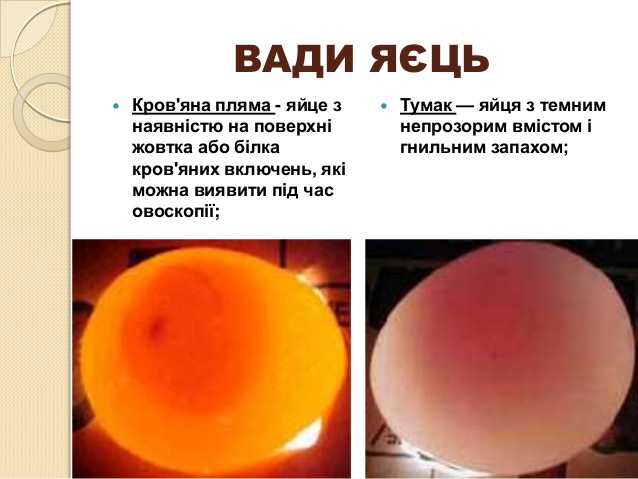 ВАДИ ЯЄЦЬ
Кров'яна пляма - яйце з
наявністю на поверхні
жовтка або білка
кров'яних включень, які
можна виявити під час
овоскопії;
Тумак — яйця з темним
непрозорим вмістом і
гнильним запахом;